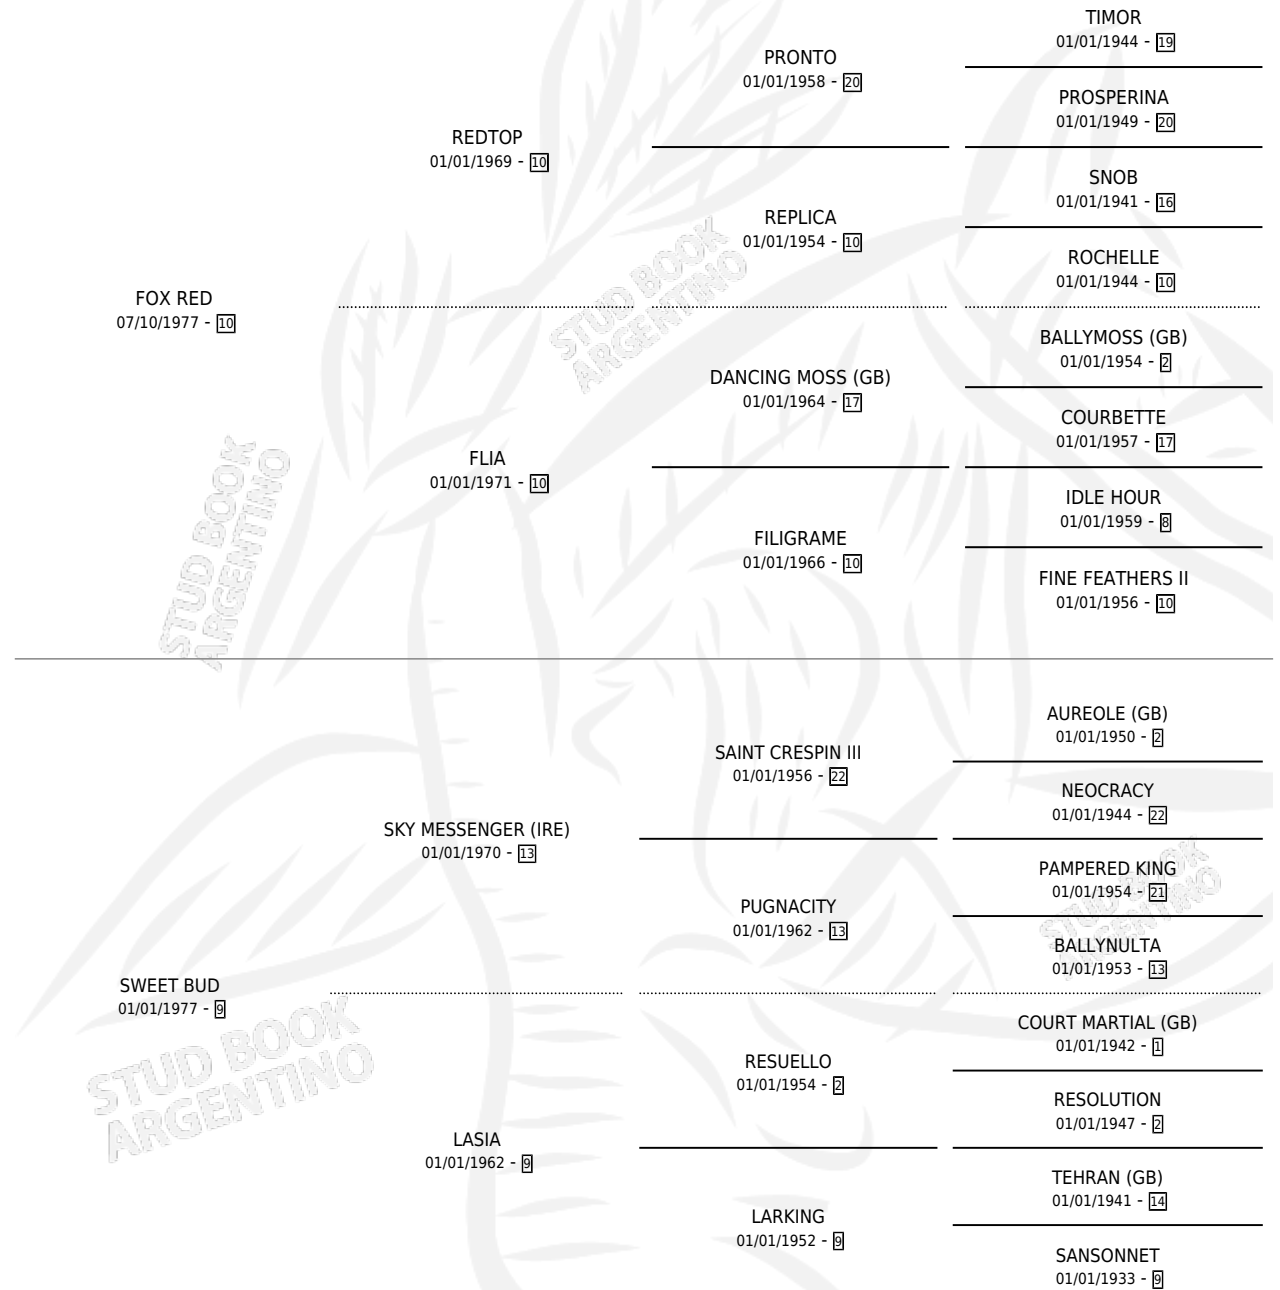 TIMOR
01/01/1944 - 19
PRONTO
01/01/1958 - 20
PROSPERINA
01/01/1949 - 20
REDTOP
01/01/1969 - 10
SNOB
01/01/1941 - 16
REPLICA
01/01/1954 - 10
ROCHELLE
01/01/1944 - 10
FOX RED
07/10/1977 - 10
BALLYMOSS (GB)
01/01/1954 - 2
DANCING MOSS (GB)
01/01/1964 - 17
COURBETTE
01/01/1957 - 17
FLIA
01/01/1971 - 10
IDLE HOUR
01/01/1959 - 8
FILIGRAME
01/01/1966 - 10
FINE FEATHERS II
01/01/1956 - 10
STUD BOOK
ARGENTINO
STUD BOOK
ARGENTINO
AUREOLE (GB)
01/01/1950 - 2
SAINT CRESPIN III
01/01/1956 - 22
NEOCRACY
01/01/1944 - 22
SKY MESSENGER (IRE)
01/01/1970 - 13
PAMPERED KING
01/01/1954 - 21
PUGNACITY
01/01/1962 - 13
BALLYNULTA
01/01/1953 - 13
SWEET BUD
01/01/1977 - 9
COURT MARTIAL (GB)
01/01/1942 - 1
RESUELLO
01/01/1954 - 2
RESOLUTION
01/01/1947 - 2
LASIA
01/01/1962 - 9
TEHRAN (GB)
01/01/1941 - 14
LARKING
01/01/1952 - 9
SANSONNET
01/01/1933 - 9
STUD BOOK
ARGENTINO
STUD BOOK
ARGENTINO